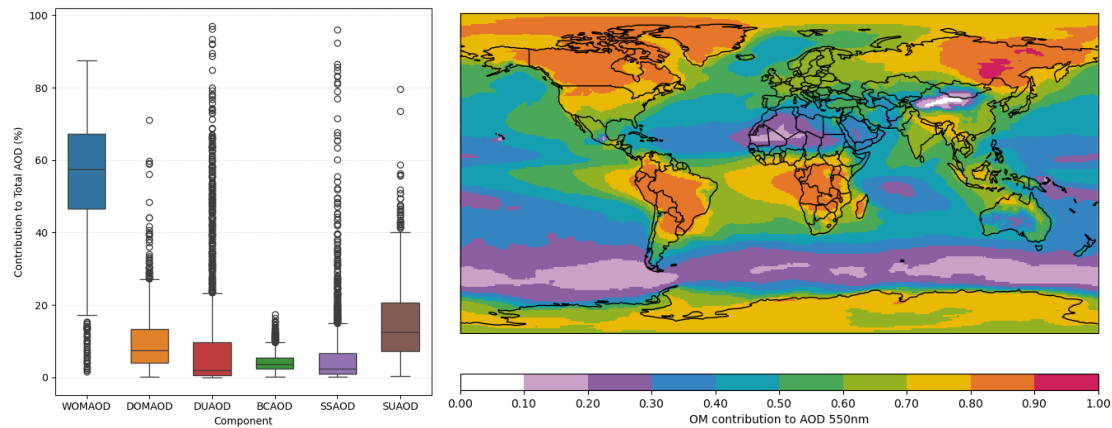 100
80
60
40
20
0
Contribution to Total AOD (%)
WOMAOD DOMAOD DUAOD BCAOD SSAOD SUAOD
Component
0.00 0.10 0.20 0.30 0.40 0.50 0.60 0.70 0.80 0.90 1.00
OM contribution to AOD 550nm